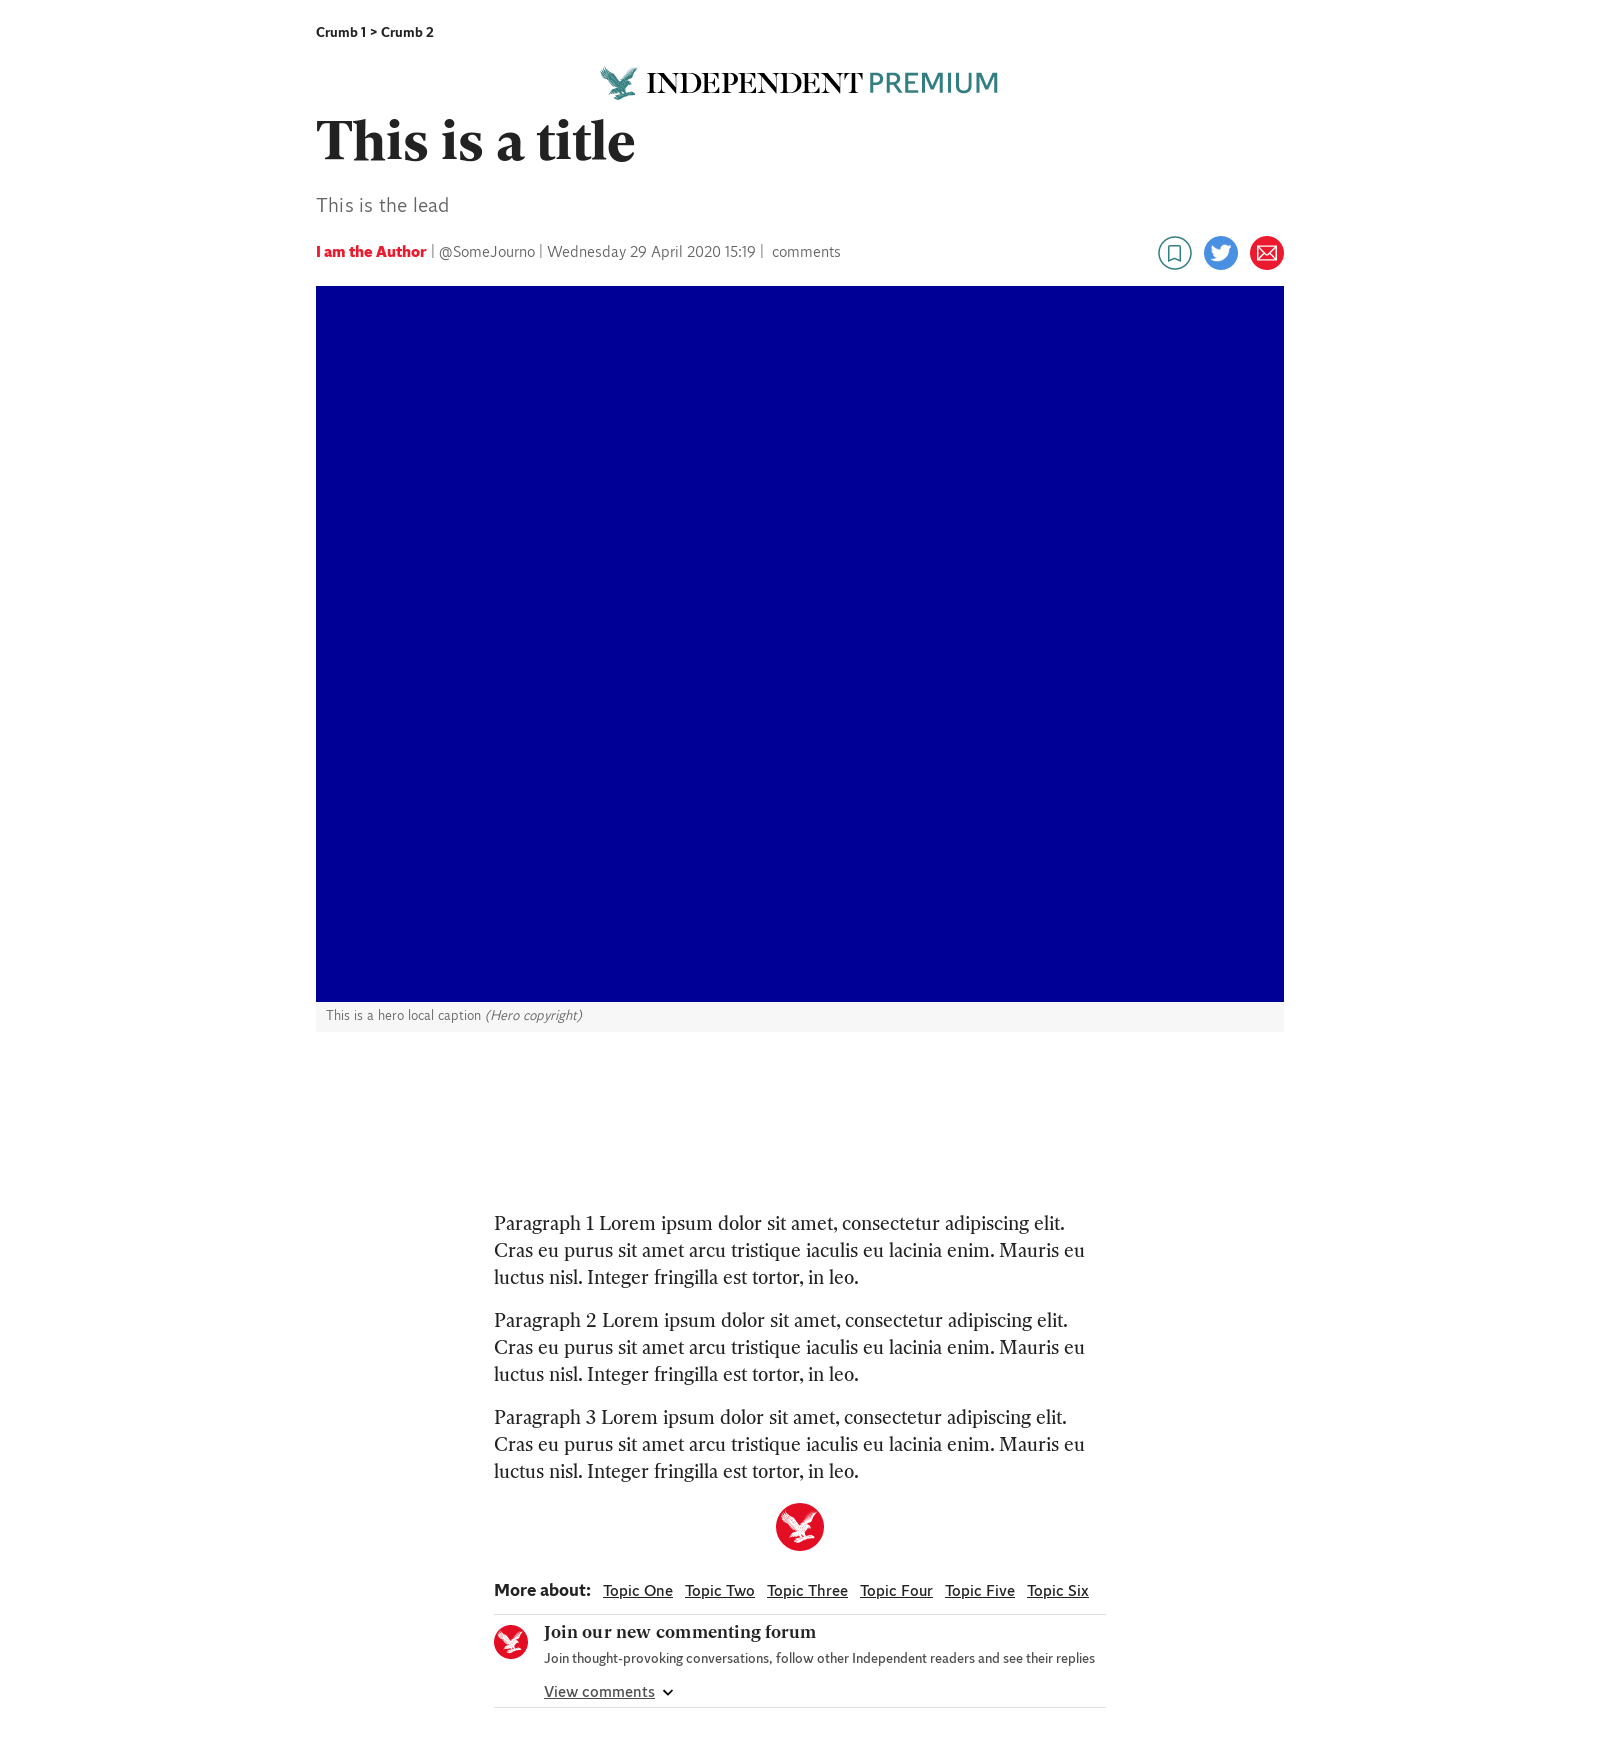 Crumb 1 > Crumb 2
INDEPENDENT PREMIUM
This is a title
This is the lead
I am the Author | @SomeJourno | Wednesday 29 April 2020 15:19 | comments
This is a hero local caption (Hero copyright)
Paragraph 1 Lorem ipsum dolor sit amet, consectetur adipiscing elit.
Cras eu purus sit amet arcu tristique iaculis eu lacinia enim. Mauris eu
luctus nisl. Integer fringilla est tortor, in leo.
Paragraph 2 Lorem ipsum dolor sit amet, consectetur adipiscing elit.
Cras eu purus sit amet arcu tristique iaculis eu lacinia enim. Mauris eu
luctus nisl. Integer fringilla est tortor, in leo.
Paragraph 3 Lorem ipsum dolor sit amet, consectetur adipiscing elit.
Cras eu purus sit amet arcu tristique iaculis eu lacinia enim. Mauris eu
luctus nisl. Integer fringilla est tortor, in leo.
More about: Topic One Topic Two Topic Three Topic Four Topic Five Topic Six
Join our new commenting forum
Join thought-provoking conversations, follow other Independent readers and see their replies
View comments